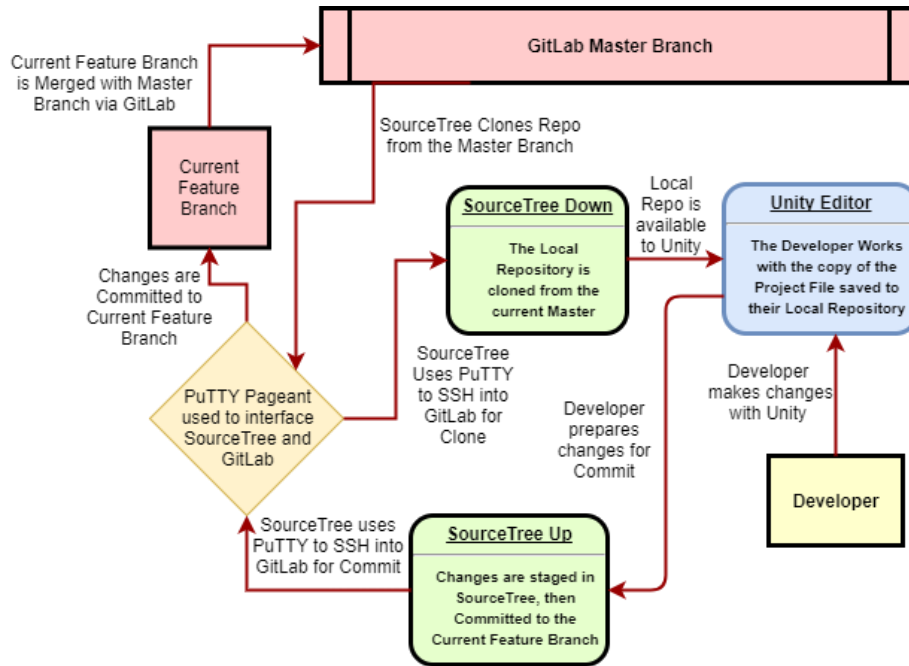 GitLab Master Branch
Current Feature Branch
is Merged with Master
Branch via GitLab
SourceTree Clones Repo
from the Master Branch
Current
Feature
Branch
SourceTree Down
The Local
Repository is
cloned from the
current Master
Local
Repo is
available
to Unity
Unity Editor
The Developer Works
with the copy of the
Project File saved to
their Local Repository
Changes are
Committed to
Current Feature
Branch
SourceTree
Uses PuTTY
to SSH into
GitLab for
Clone
PuTTY Pageant
used to interface
SourceTree and
GitLab
Developer
prepares
changes for
Commit
Developer
makes changes
with Unity
Developer
SourceTree uses
PuTTY to SSH into
GitLab for Commit
SourceTree Up
Changes are staged in
SourceTree, then
Committed to the
Current Feature Branch